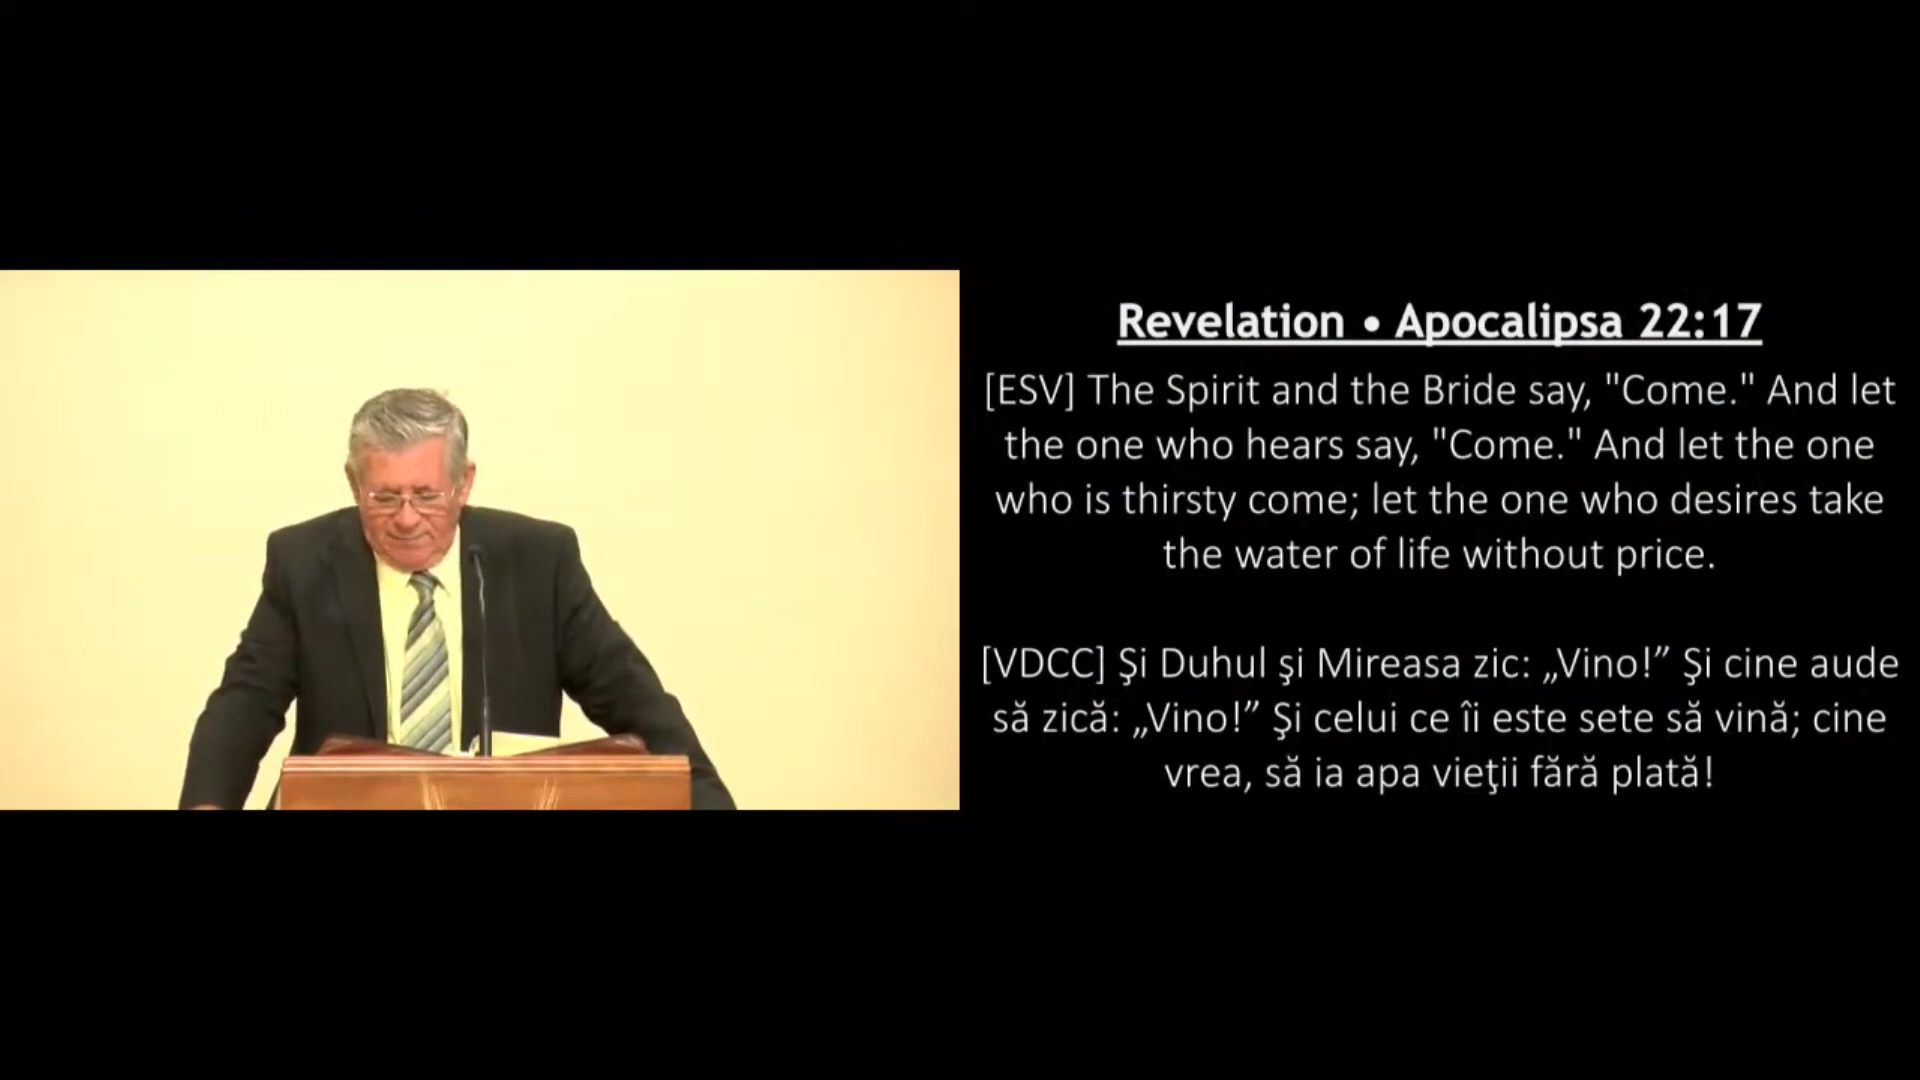 Revelation • Apocalipsa 22:17
[ESV] The Spirit and the Bride say, "Come." And let
the one who hears say, "Come." And let the one
who is thirsty come; let the one who desires take
the water of life without price.
[VDCC] Şi Duhul şi Mireasa zic: „Vino!” Şi cine aude
să zică: „Vino!” Şi celui ce îi este sete să vină; cine
vrea, să ia apa vieţii fără plată!